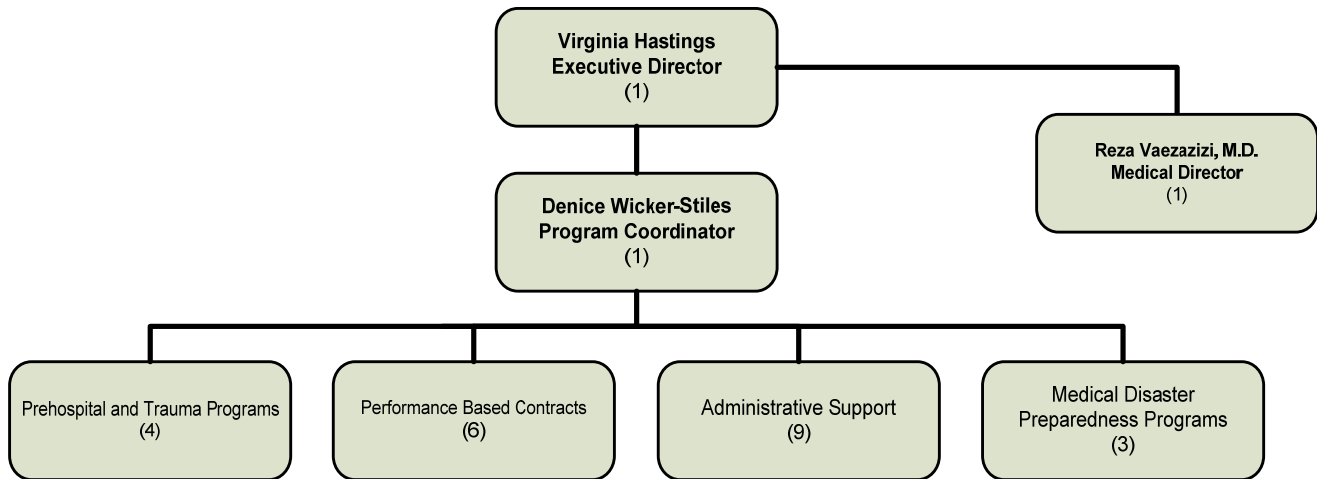 Virginia Hastings
Executive Director
(1)
Reza Vaezazizi, M.D.
Medical Director
(1)
Denice Wicker-Stiles
Program Coordinator
(1)
Prehospital and Trauma Programs
(4)
Performance Based Contracts
(6)
Administrative Support
(9)
Medical Disaster
Preparedness Programs
(3)